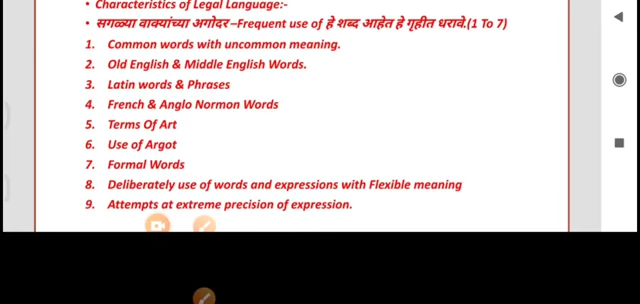 • Characteristics of Legal Language:-
• सगळ्या वाक्यांच्या अगोदर –Frequent use of हे शब्द आहेत हे गृहीत धरावे.(1 To 7)
1. Common words with uncommon meaning.
2. Old English & Middle English Words.
3. Latin words & Phrases
4. French & Anglo Normon Words
5. Terms Of Art
6. Use of Argot
7. Formal Words
8. Deliberately use of words and expressions with Flexible meaning
9. Attempts at extreme precision of expression.